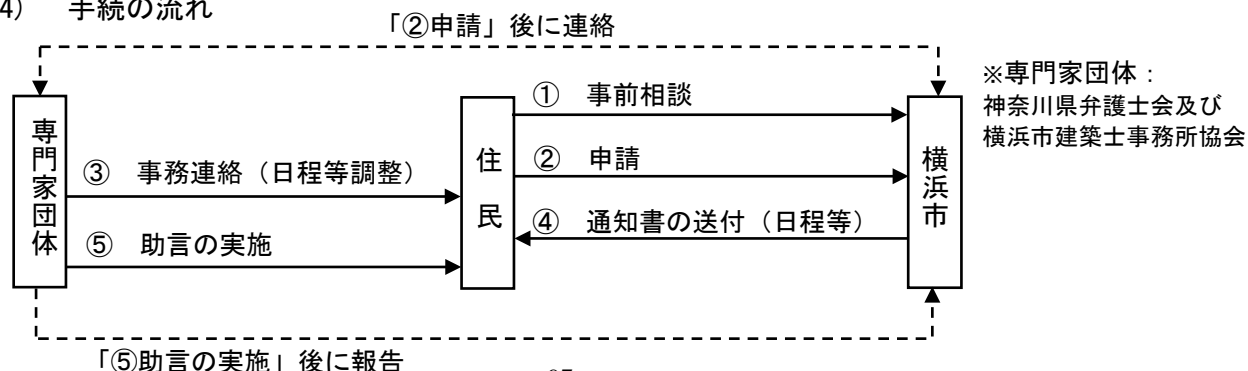 4)　手続の流れ
「②申請」後に連絡
※専門家団体：
神奈川県弁護士会及び
横浜市建築士事務所協会
専門家団体
住民
横浜市
①　事前相談
②　申請
③　事務連絡（日程等調整）
④　通知書の送付（日程等）
⑤　助言の実施
「⑤助言の実施」後に報告